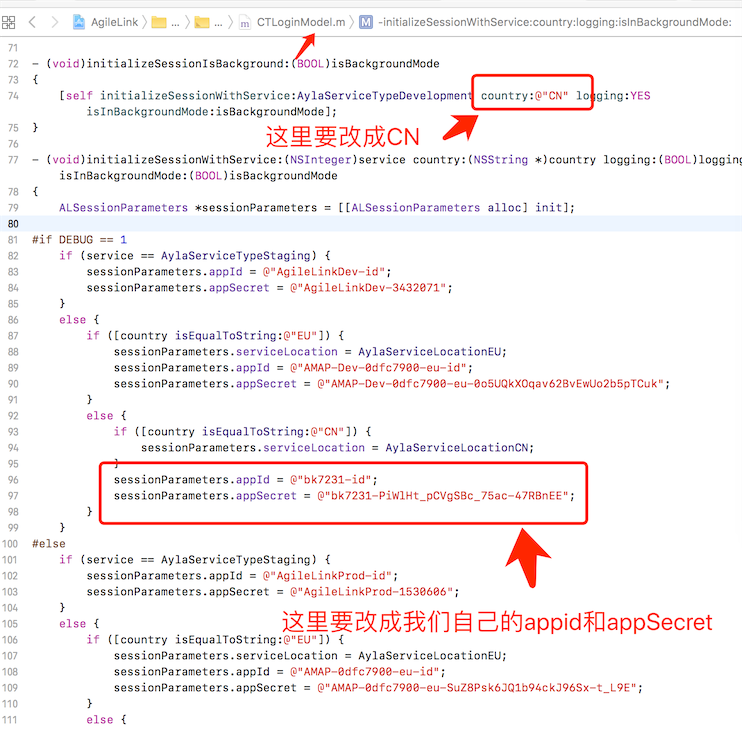 AgileLink 〉 ... 〉 ... 〉 m CTLoginModel.m 〉 M -initializeSessionWithService:country:logging:isInBackgroundMode:
71
72 - (void)initializeSessionIsBackground:(BOOL)isBackgroundMode
73 {
74     [self initializeSessionWithService:AylaServiceTypeDevelopment country:@"CN" logging:YES
        isInBackgroundMode:isBackgroundMode];
75 }
这里要改成CN
76
77 - (void)initializeSessionWithService:(NSInteger)service country:(NSString *)country logging:(BOOL)logging
    isInBackgroundMode:(BOOL)isBackgroundMode
78 {
79     ALSessionParameters *sessionParameters = [[ALSessionParameters alloc] init];
80
81 #if DEBUG == 1
82     if (service == AylaServiceTypeStaging) {
83         sessionParameters.appId = @"AgileLinkDev-id";
84         sessionParameters.appSecret = @"AgileLinkDev-3432071";
85     }
86     else {
87         if ([country isEqualToString:@"EU"]) {
88             sessionParameters.serviceLocation = AylaServiceLocationEU;
89             sessionParameters.appId = @"AMAP-Dev-0dfc7900-eu-id";
90             sessionParameters.appSecret = @"AMAP-Dev-0dfc7900-eu-0o5UQkXOqav62BvEwUo2b5pTCuk";
91         }
92         else {
93             if ([country isEqualToString:@"CN"]) {
94                 sessionParameters.serviceLocation = AylaServiceLocationCN;
95             }
96             sessionParameters.appId = @"bk7231-id";
97             sessionParameters.appSecret = @"bk7231-PiWlHt_pCVgSBc_75ac-47RBnEE";
98         }
99     }
100 #else
101     if (service == AylaServiceTypeStaging) {
102         sessionParameters.appId = @"AgileLinkProd-id";
103         sessionParameters.appSecret = @"AgileLinkProd-1530606";
104     }
105     else {
这里要改成我们自己的appid和appSecret
106         if ([country isEqualToString:@"EU"]) {
107             sessionParameters.serviceLocation = AylaServiceLocationEU;
108             sessionParameters.appId = @"AMAP-0dfc7900-eu-id";
109             sessionParameters.appSecret = @"AMAP-0dfc7900-eu-SuZ8Psk6JQ1b94ckJ96Sx-t_L9E";
110         }
111         else {